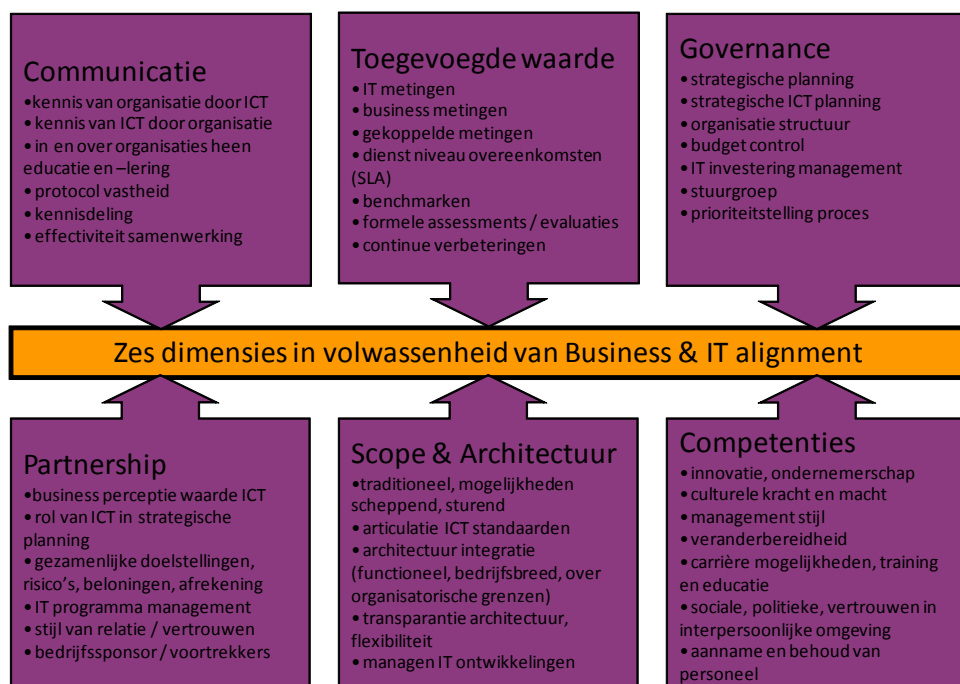 Communicatie
•kennis van organisatie door ICT
• kennis van ICT door organisatie
• in en over organisaties heen
educatie en –lering
• protocol vastheid
• kennisdeling
• effectiviteit samenwerking
Toegevoegde waarde
• IT metingen
• business metingen
• gekoppelde metingen
• dienst niveau overeenkomsten
(SLA)
• benchmarken
• formele assessments / evaluaties
• continue verbeteringen
Governance
• strategische planning
• strategische ICT planning
• organisatie structuur
• budget control
• IT investering management
• stuurgroep
• prioriteitstelling proces
Zes dimensies in volwassenheid van Business & IT alignment
Partnership
•business perceptie waarde ICT
• rol van ICT in strategische
planning
• gezamenlijke doelstellingen,
risico's, beloningen, afrekening
• IT programma management
• stijl van relatie / vertrouwen
• bedrijfssponsor / voortrekkers
Scope & Architectuur
•traditioneel, mogelijkheden
scheppend, sturend
• articulatie ICT standaarden
• architectuur integratie
(functioneel, bedrijfsbreed, over
organisatorische grenzen)
• transparantie architectuur,
flexibiliteit
• managen IT ontwikkelingen
Competenties
• innovatie, ondernemerschap
• culturele kracht en macht
• management stijl
• veranderbereidheid
• carrière mogelijkheden, training
en educatie
• sociale, politieke, vertrouwen in
interpersoonlijke omgeving
• aanname en behoud van
personeel